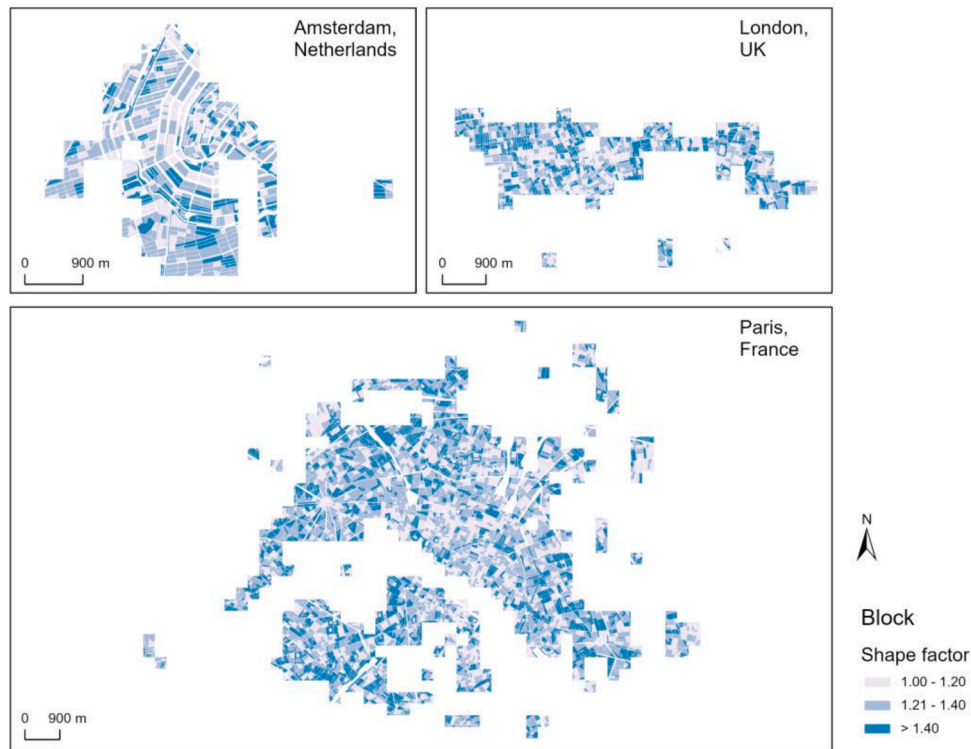 Amsterdam,
Netherlands
0 900 m
London,
UK
0 900 m
Paris,
France
0 900 m
N
Block
Shape factor
1.00 - 1.20
1.21 - 1.40
> 1.40